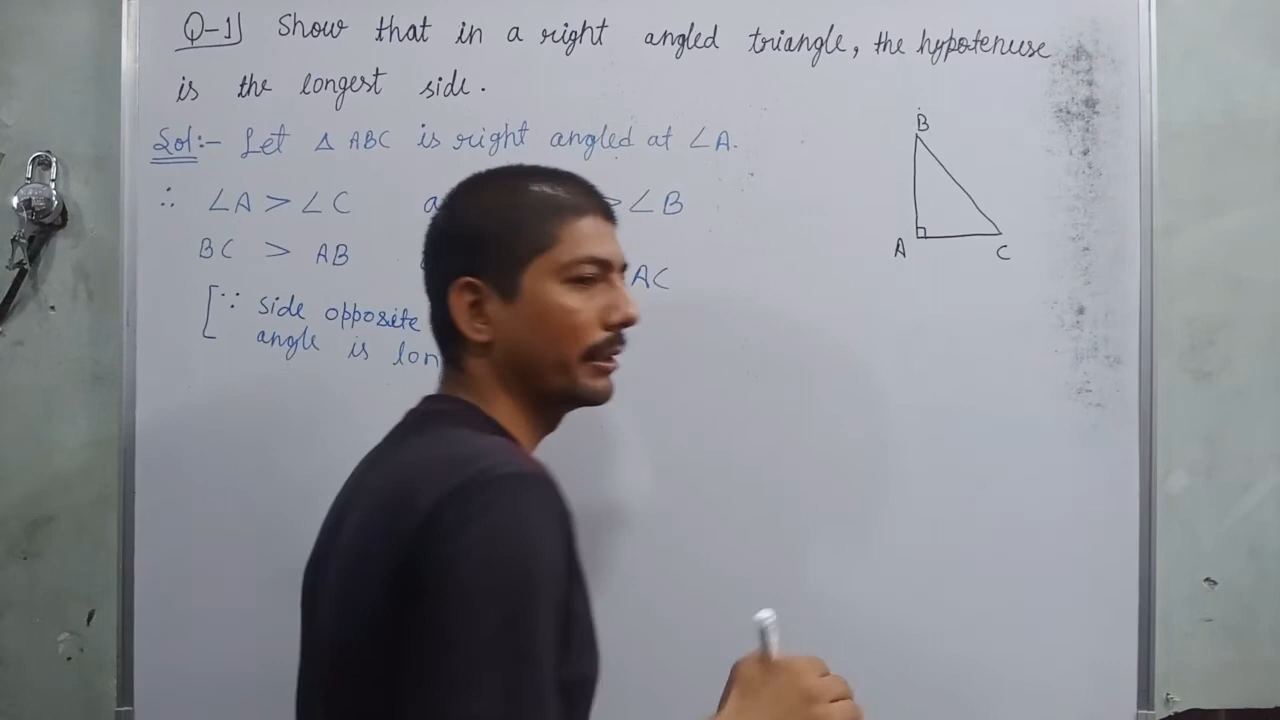 Q-1] Show that in a right angled triangle, the hypotenuse
is the longest side.
Sol:- Let △ ABC is right angled at ∠A.
∴ ∠A > ∠C > ∠B
BC > AB AC
[∵ side opposite
angle is
B
A
C